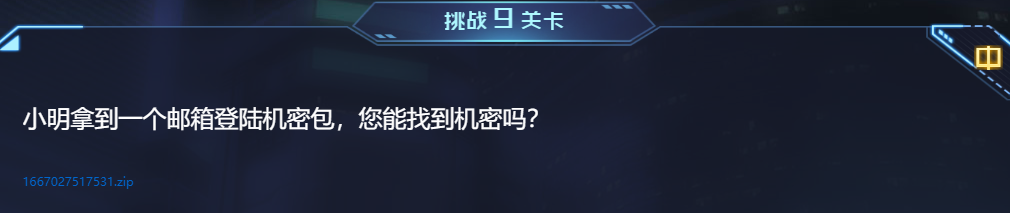 挑战 9 关卡
中
小明拿到一个邮箱登陆机密包，您能找到机密吗？
1667027517531.zip